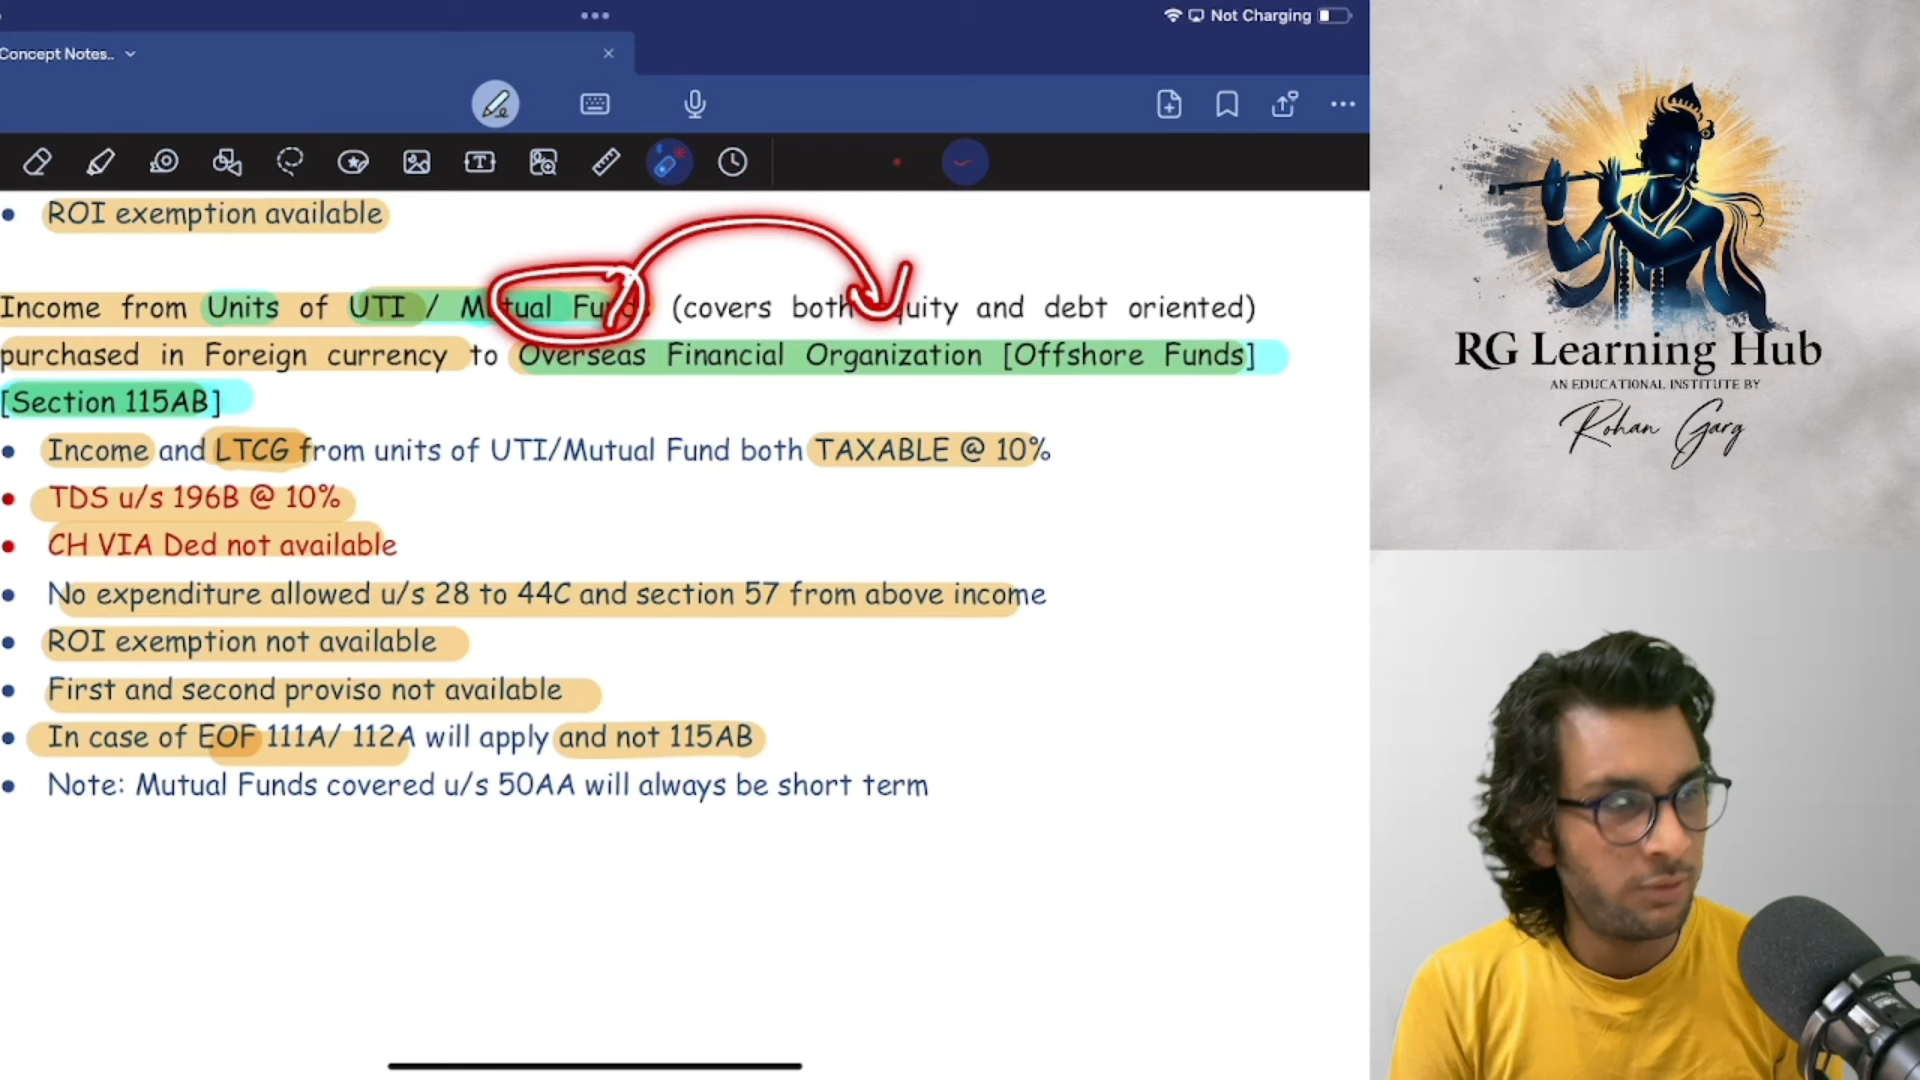 Not Charging
Concept Notes..
• ROI exemption available
Income from Units of UTI / Mutual Funds (covers both equity and debt oriented)
purchased in Foreign currency to Overseas Financial Organization [Offshore Funds]
[Section 115AB]
• Income and LTCG from units of UTI/Mutual Fund both TAXABLE @ 10%
• TDS u/s 196B @ 10%
• CH VIA Ded not available
• No expenditure allowed u/s 28 to 44C and section 57 from above income
• ROI exemption not available
• First and second proviso not available
• In case of EOF 111A/ 112A will apply and not 115AB
• Note: Mutual Funds covered u/s 50AA will always be short term
RG Learning Hub
AN EDUCATIONAL INSTITUTE BY
Rohan Garg